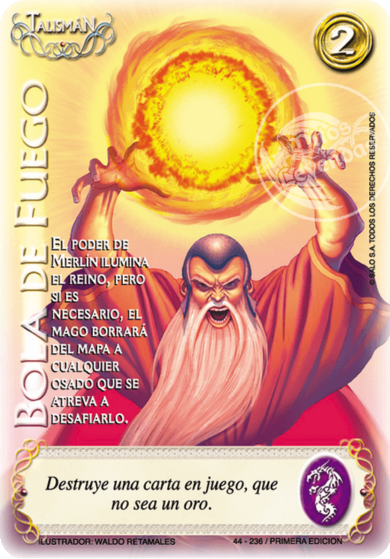 TALISMÁN
2
BOLA DE FUEGO
EL PODER DE
MERLÍN ILUMINA
EL REINO, PERO
SI ES
NECESARIO, EL
MAGO BORRARÁ
DEL MAPA A
CUALQUIER
OSADO QUE SE
ATREVA A
DESAFIARLO.
© SALO S.A. TODOS LOS DERECHOS RESERVADOS
Destruye una carta en juego, que
no sea un oro.
ILUSTRADOR: WALDO RETAMALES
44 - 236 / PRIMERA EDICION